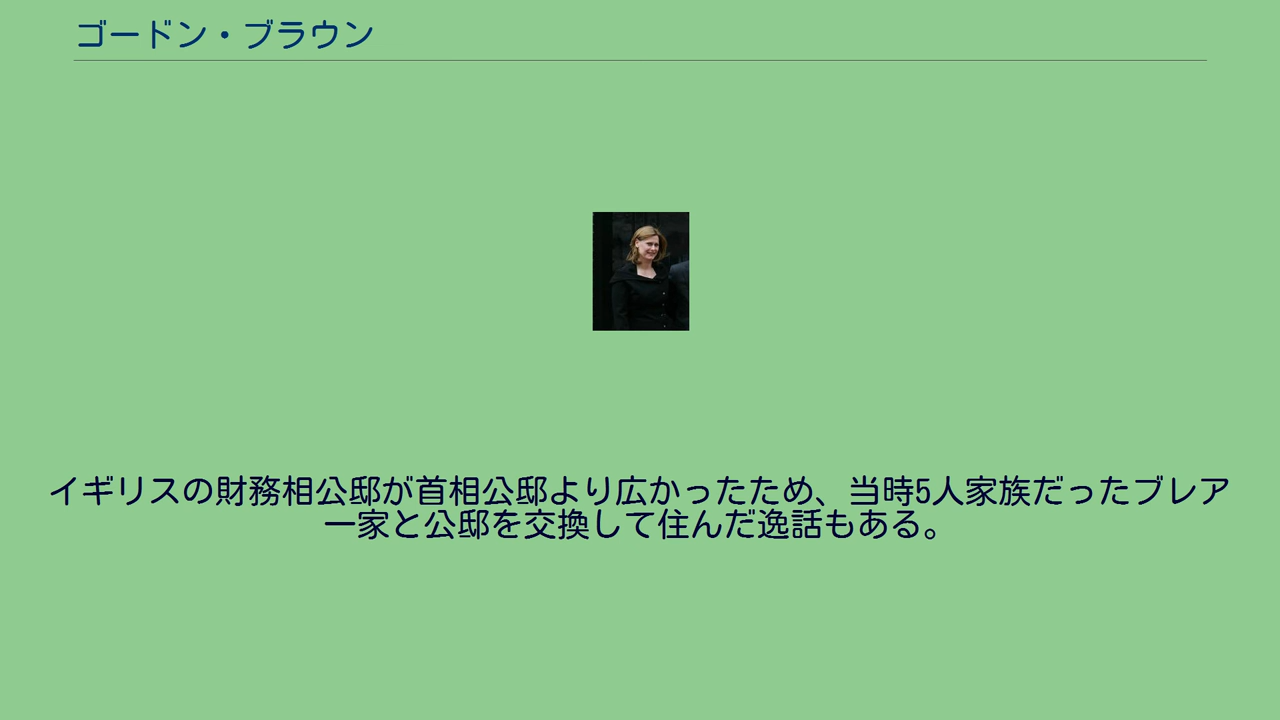 ゴードン・ブラウン
イギリスの財務相公邸が首相公邸より広かったため、当時5人家族だったブレア
一家と公邸を交換して住んだ逸話もある。